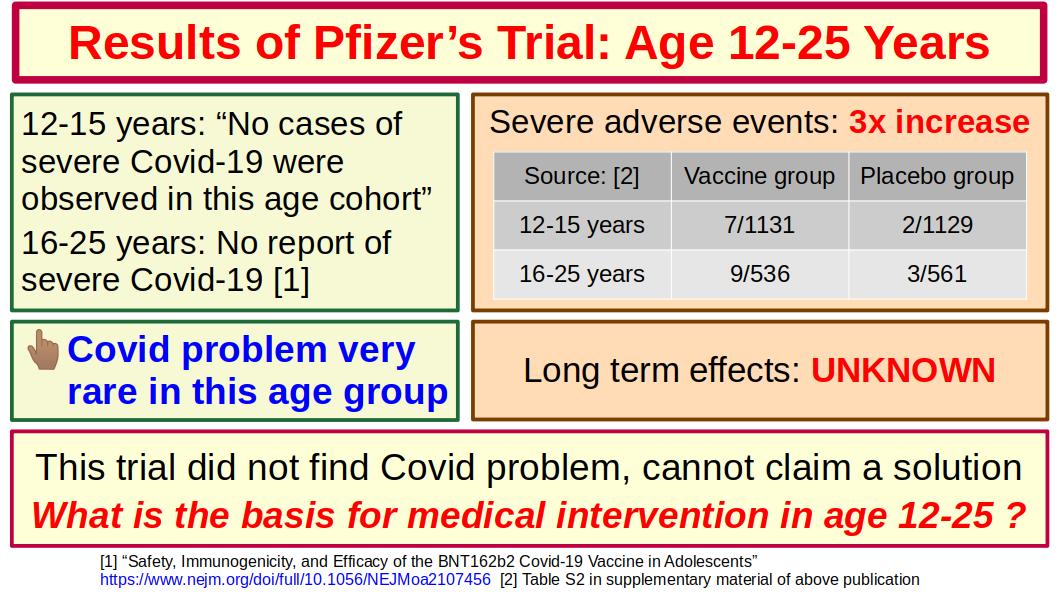 Results of Pfizer’s Trial: Age 12-25 Years
12-15 years: “No cases of
severe Covid-19 were
observed in this age cohort”
16-25 years: No report of
severe Covid-19 [1]
Severe adverse events: 3x increase
Source: [2] Vaccine group Placebo group
12-15 years 7/1131 2/1129
16-25 years 9/536 3/561
Covid problem very
rare in this age group
Long term effects: UNKNOWN
This trial did not find Covid problem, cannot claim a solution
What is the basis for medical intervention in age 12-25 ?
[1] “Safety, Immunogenicity, and Efficacy of the BNT162b2 Covid-19 Vaccine in Adolescents”
https://www.nejm.org/doi/full/10.1056/NEJMoa2107456 [2] Table S2 in supplementary material of above publication